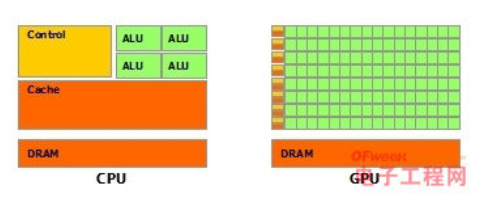 Control
ALU
ALU
ALU
ALU
Cache
DRAM
CPU
DRAM
GPU
OFweek
电子工程网